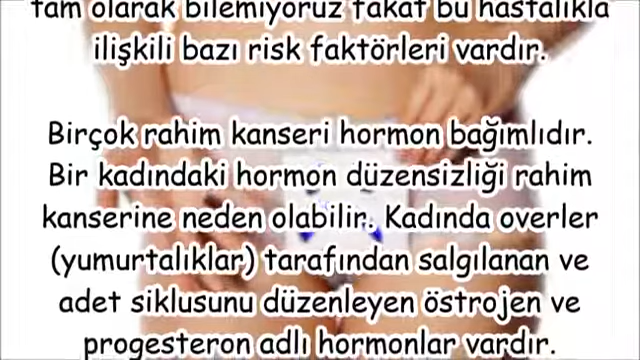 tam olarak bilemiyoruz fakat bu hastalıkla
ilişkili bazı risk faktörleri vardır.
Birçok rahim kanseri hormon bağımlıdır.
Bir kadındaki hormon düzensizliği rahim
kanserine neden olabilir. Kadında overler
(yumurtalıklar) tarafından salgılanan ve
adet siklusunu düzenleyen östrojen ve
progesteron adlı hormonlar vardır.